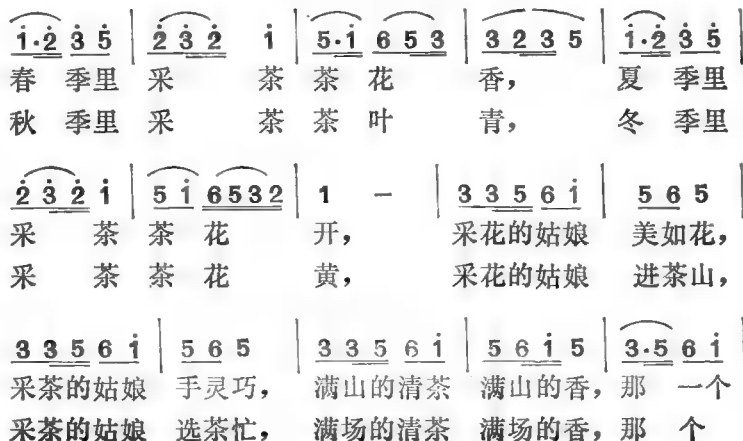 1·2 3 5 | 2 3 2 1 | 5·1 6 5 3 | 3 2 3 5 | 1·2 3 5 |
春 季里 采 茶 茶 花 香， 夏 季里
秋 季里 采 茶 茶 叶 青， 冬 季里
2 3 2 1 | 5 1 6 5 3 2 | 1 － | 3 3 5 6 1 | 5 6 5 |
采 茶 茶 花 开， 采花的姑娘 美如花，
采 茶 茶 花 黄， 采花的姑娘 进茶山，
3 3 5 6 1 | 5 6 5 | 3 3 5 6 1 | 5 6 1 5 | 3·5 6 1 |
采茶的姑娘 手灵巧， 满山的清茶 满山的香，那 一个
采茶的姑娘 选茶忙， 满场的清茶 满场的香，那 个